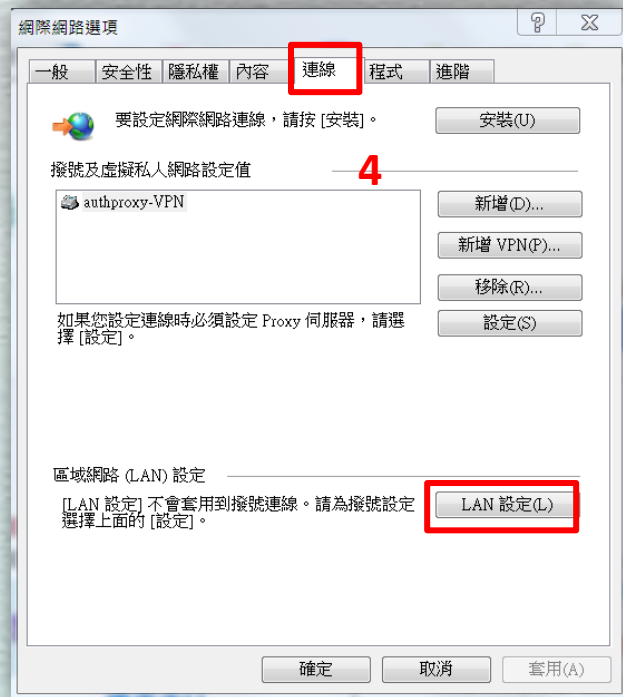 網際網路選項
一般 安全性 隱私權 內容 連線 程式 進階
要設定網際網路連線，請按 [安裝]。 安裝(U)
撥號及虛擬私人網路設定值
4
authproxy-VPN
新增(D)...
新增 VPN(P)...
移除(R)...
如果您設定連線時必須設定 Proxy 伺服器，請選
擇 [設定]。
設定(S)
區域網路 (LAN) 設定
[LAN 設定] 不會套用到撥號連線。請為撥號設定
選擇上面的 [設定]。
LAN 設定(L)
確定 取消 套用(A)